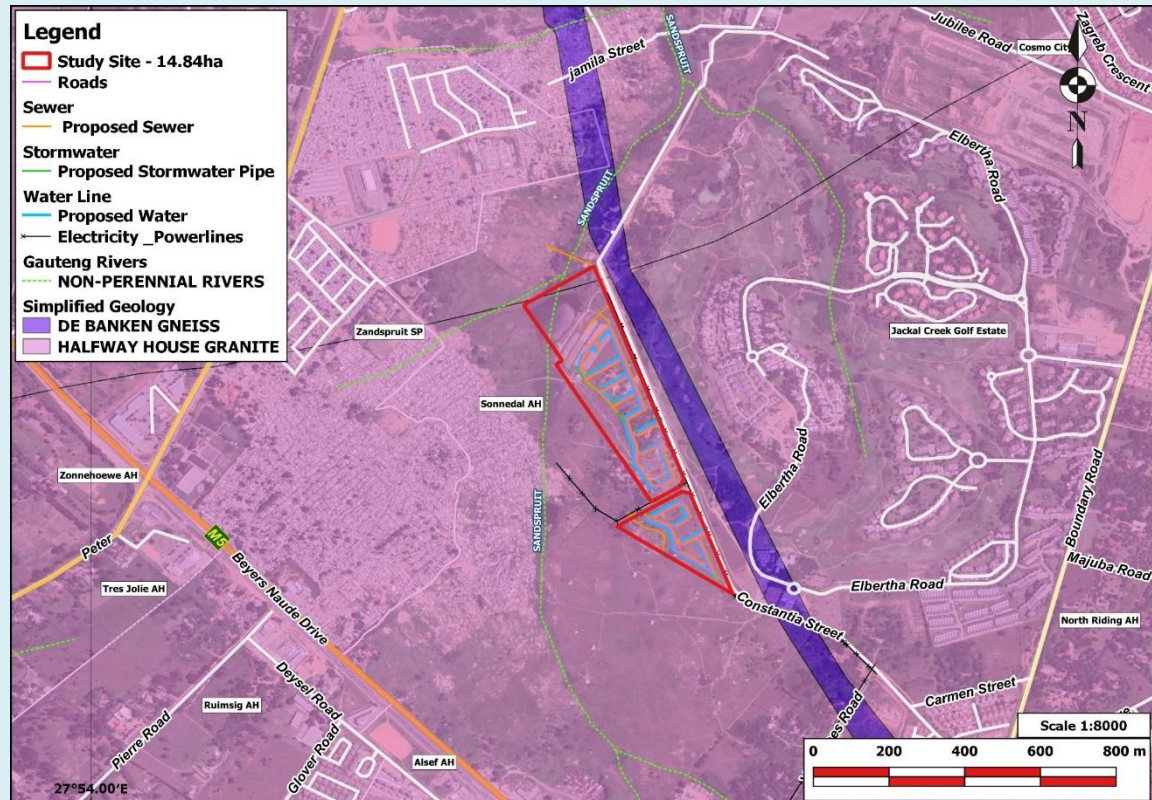 Legend
Study Site - 14.84ha
Roads
Sewer
Proposed Sewer
Stormwater
Proposed Stormwater Pipe
Water Line
Proposed Water
Electricity _Powerlines
Gauteng Rivers
NON-PERENNIAL RIVERS
Simplified Geology
DE BANKEN GNEISS
HALFWAY HOUSE GRANITE
SANDSPRUIT
jamila Street
Jubilee Road
Cosmo City
Zagreb Crescent
N
Elbertha Road
SANDSPRUIT
Zandspruit SP
Jackal Creek Golf Estate
Sonnedal AH
Elbertha Road
Boundary Road
Zonnehoewe AH
SANDSPRUIT
M5
Peter
Beyers Naude Drive
Tres Jolie AH
Elbertha Road
Majuba Road
Constantia Street
North Riding AH
Deysel Road
Ruimsig AH
Carmen Street
Pierre Road
Glover Road
Alsef AH
es Road
Scale 1:8000
0 200 400 600 800 m
27°54.00'E